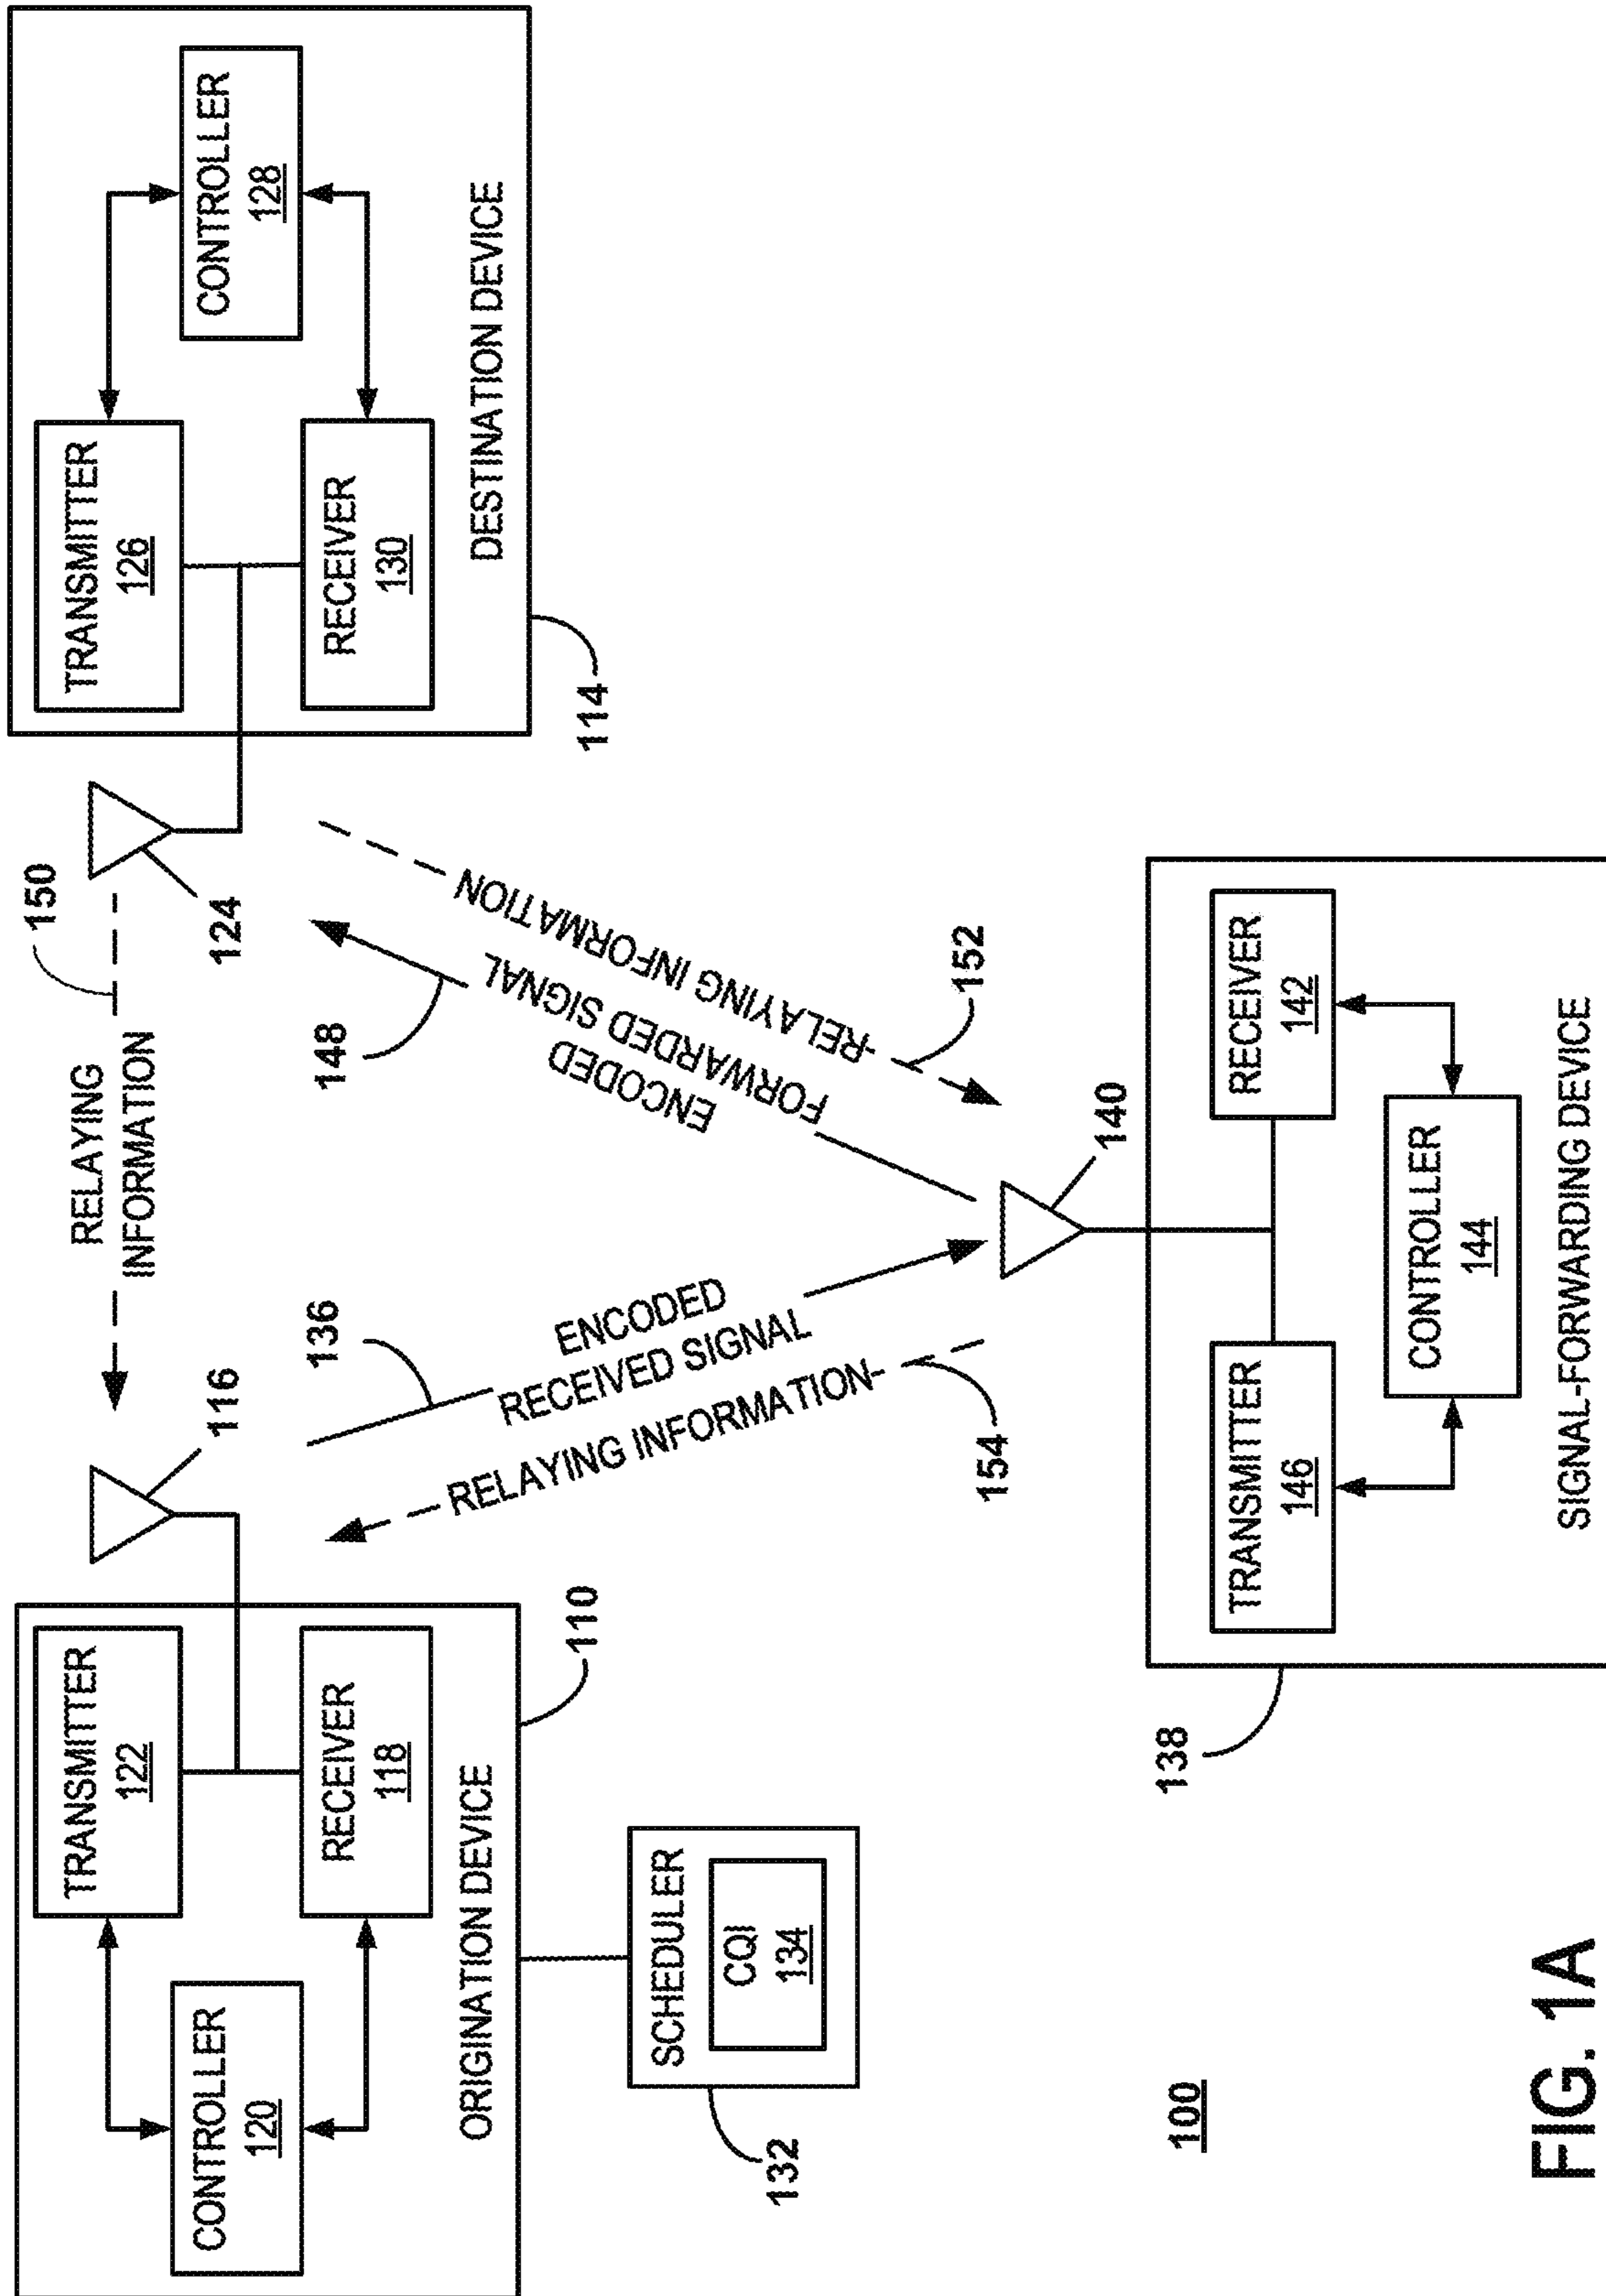 TRANSMITTER
122
CONTROLLER
120
RECEIVER
118
ORIGINATION DEVICE
110
116
SCHEDULER
CQI
134
132
RELAYING
INFORMATION
150
124
TRANSMITTER
126
CONTROLLER
128
RECEIVER
130
DESTINATION DEVICE
114
136
ENCODED
RECEIVED SIGNAL
RELAYING INFORMATION
154
148
RELAYING INFORMATION
FORWARDED SIGNAL
ENCODED
152
140
TRANSMITTER
146
RECEIVER
142
CONTROLLER
144
SIGNAL-FORWARDING DEVICE
138
100
FIG. 1A